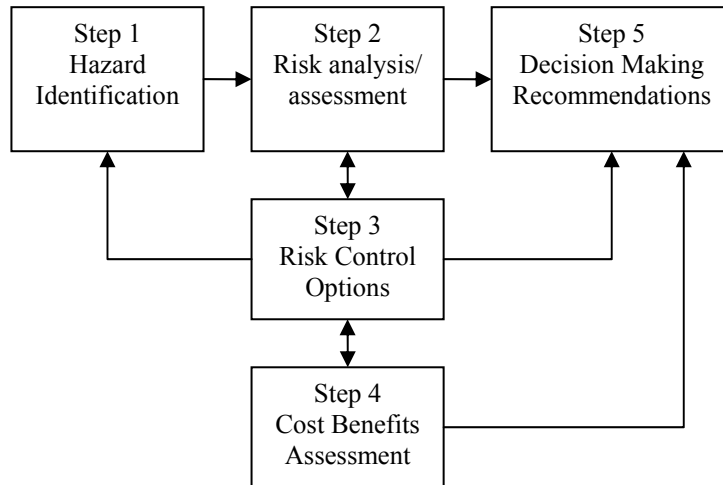 Step 1
Hazard
Identification
Step 2
Risk analysis/
assessment
Step 5
Decision Making
Recommendations
Step 3
Risk Control
Options
Step 4
Cost Benefits
Assessment